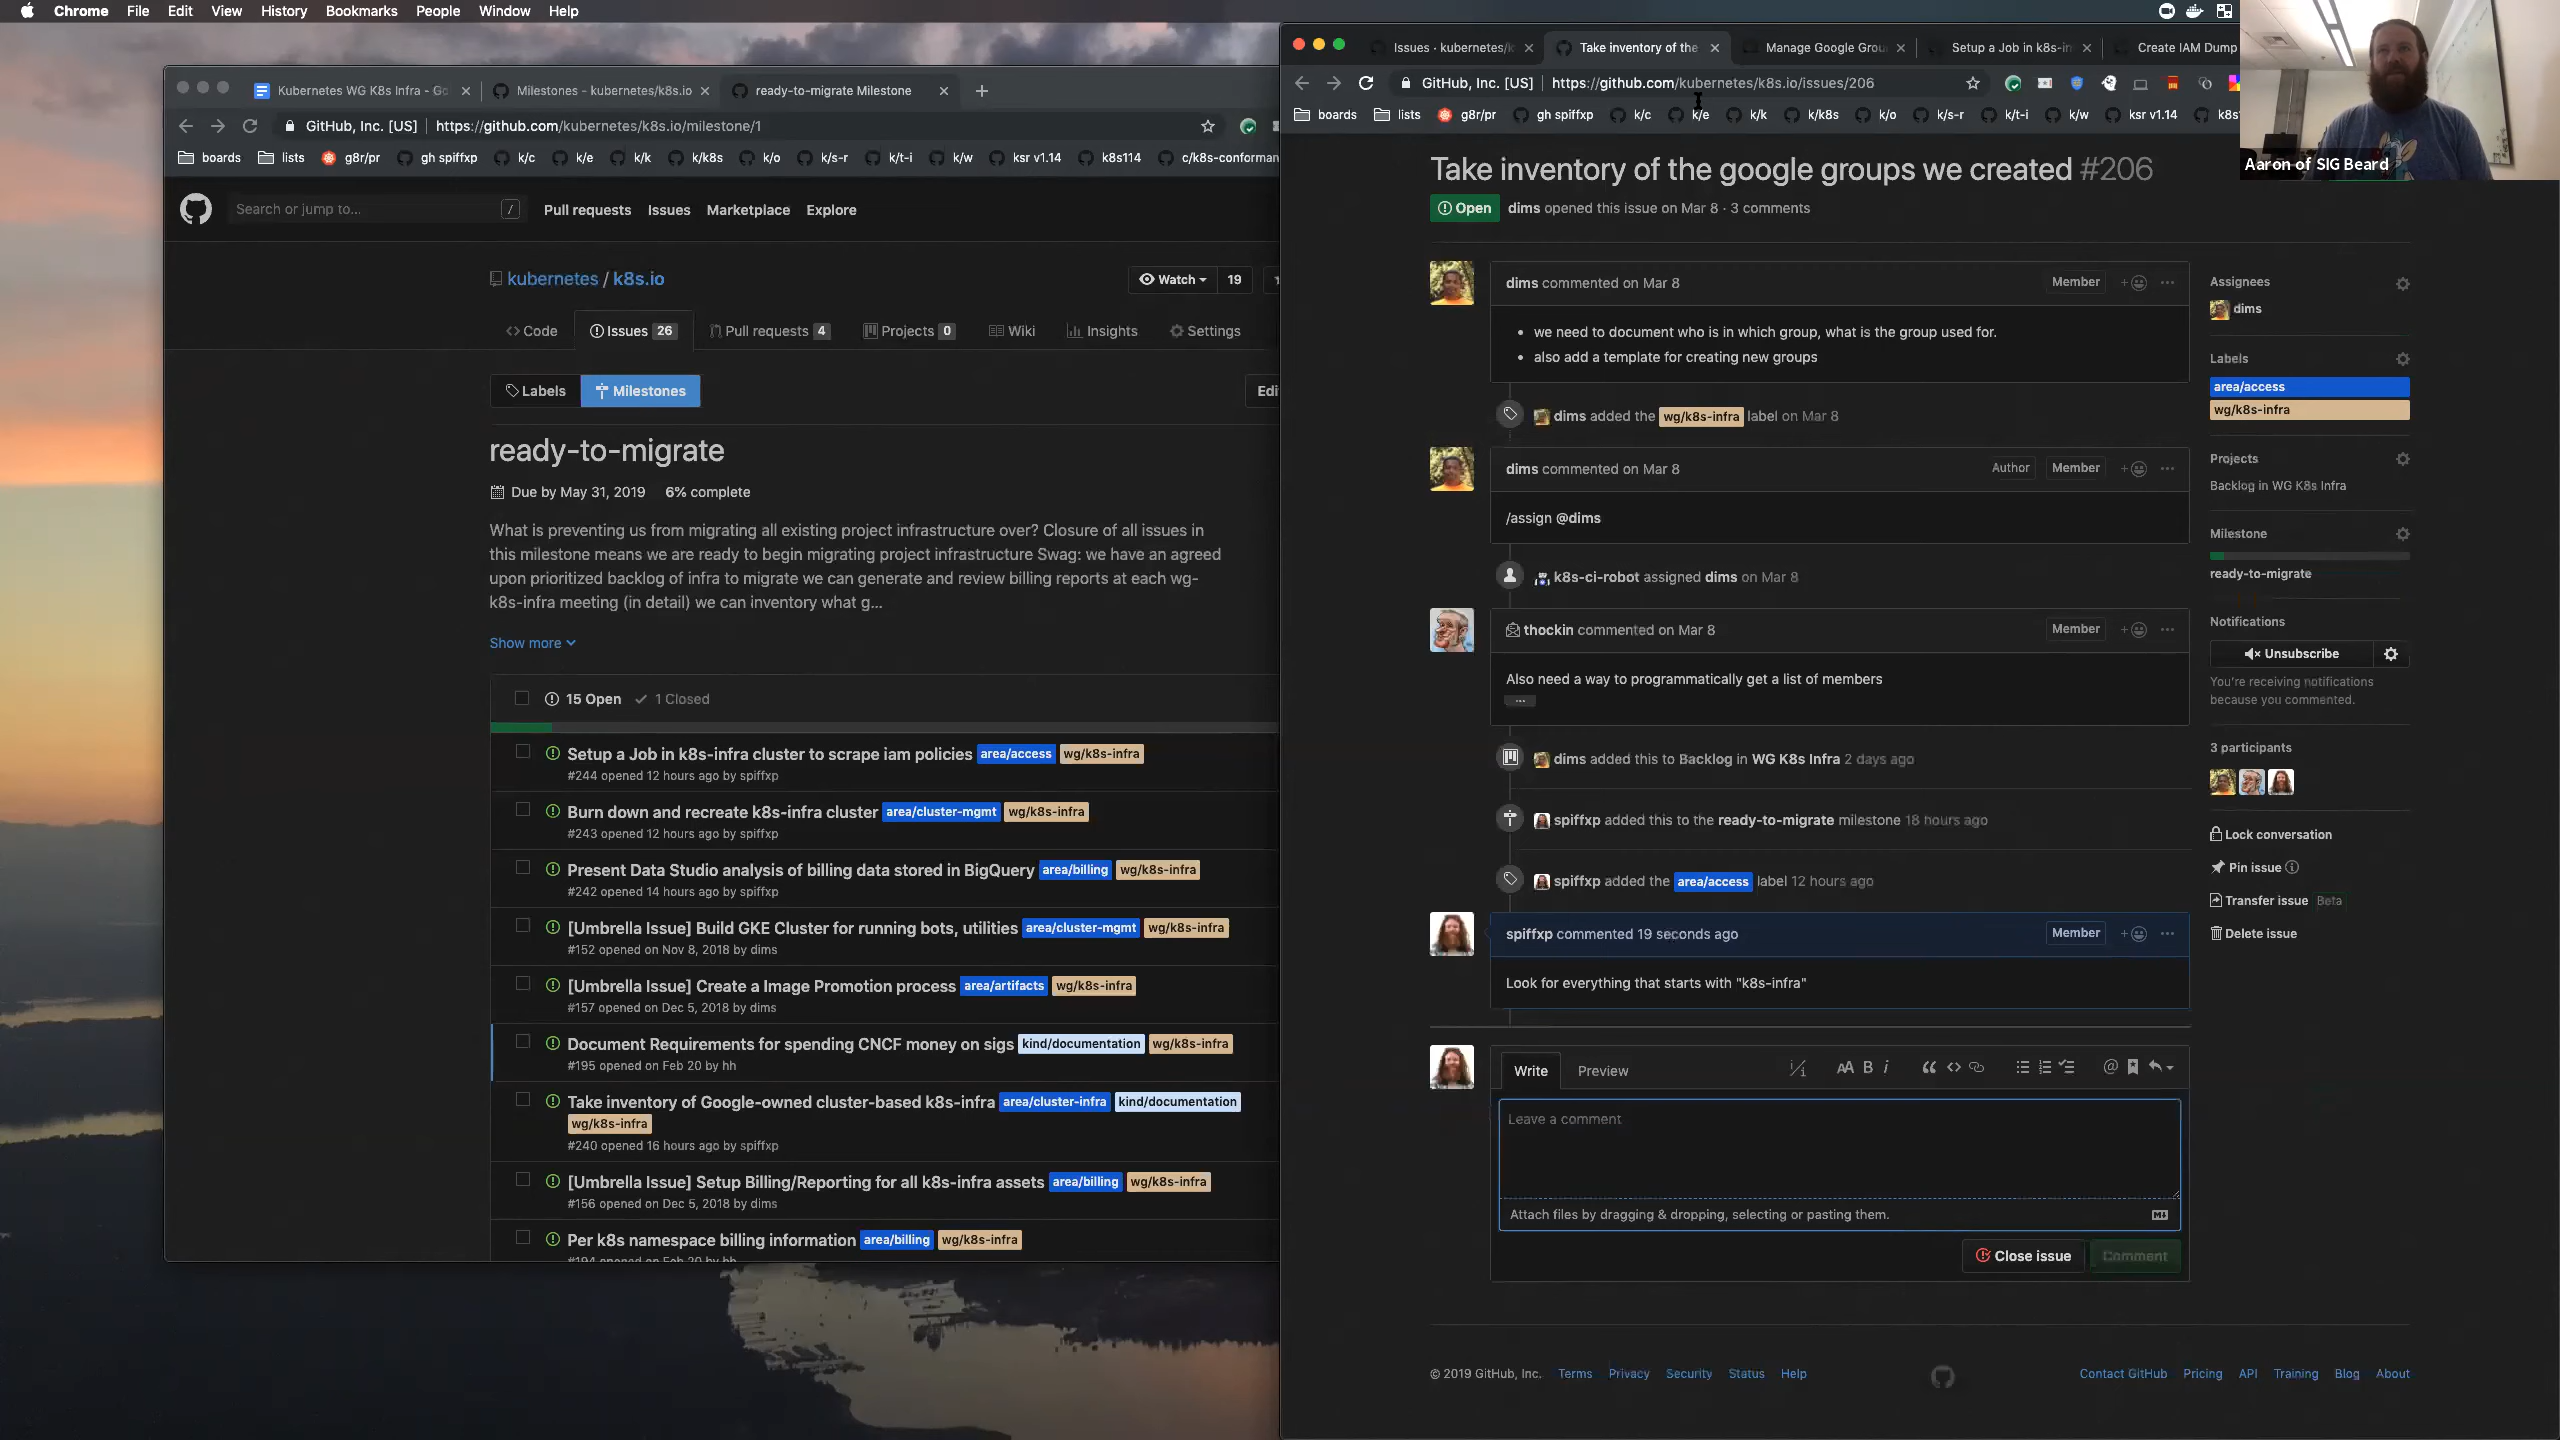 Chrome File Edit View History Bookmarks People Window Help
Kubernetes WG K8s Infra - Go
Milestones - kubernetes/k8s.io
ready-to-migrate Milestone
GitHub, Inc. [US] | https://github.com/kubernetes/k8s.io/milestone/1
boards lists g8r/pr gh spiffxp k/c k/e k/k k/k8s k/o k/s-r k/t-i k/w ksr v1.14 k8s114 c/k8s-conforman
Search or jump to... /
Pull requests Issues Marketplace Explore
kubernetes / k8s.io
Watch 19
Code Issues 26 Pull requests 4 Projects 0 Wiki Insights Settings
Labels Milestones
Edi
ready-to-migrate
Due by May 31, 2019 6% complete
What is preventing us from migrating all existing project infrastructure over? Closure of all issues in
this milestone means we are ready to begin migrating project infrastructure Swag: we have an agreed
upon prioritized backlog of infra to migrate we can generate and review billing reports at each wg-
k8s-infra meeting (in detail) we can inventory what g...
Show more
15 Open 1 Closed
Setup a Job in k8s-infra cluster to scrape iam policies area/access wg/k8s-infra
#244 opened 12 hours ago by spiffxp
Burn down and recreate k8s-infra cluster area/cluster-mgmt wg/k8s-infra
#243 opened 12 hours ago by spiffxp
Present Data Studio analysis of billing data stored in BigQuery area/billing wg/k8s-infra
#242 opened 14 hours ago by spiffxp
[Umbrella Issue] Build GKE Cluster for running bots, utilities area/cluster-mgmt wg/k8s-infra
#152 opened on Nov 8, 2018 by dims
[Umbrella Issue] Create a Image Promotion process area/artifacts wg/k8s-infra
#157 opened on Dec 5, 2018 by dims
Document Requirements for spending CNCF money on sigs kind/documentation wg/k8s-infra
#195 opened on Feb 20 by hh
Take inventory of Google-owned cluster-based k8s-infra area/cluster-infra kind/documentation
wg/k8s-infra
#240 opened 16 hours ago by spiffxp
[Umbrella Issue] Setup Billing/Reporting for all k8s-infra assets area/billing wg/k8s-infra
#156 opened on Dec 5, 2018 by dims
Per k8s namespace billing information area/billing wg/k8s-infra
#194 opened on Feb 20 by hh
Issues · kubernetes/k
Take inventory of the
Manage Google Grou
Setup a Job in k8s-in
Create IAM Dump
GitHub, Inc. [US] | https://github.com/kubernetes/k8s.io/issues/206
boards lists g8r/pr gh spiffxp k/c k/e k/k k/k8s k/o k/s-r k/t-i k/w ksr v1.14 k8s1
Aaron of SIG Beard
Take inventory of the google groups we created #206
Open dims opened this issue on Mar 8 · 3 comments
dims commented on Mar 8 Member
• we need to document who is in which group, what is the group used for.
• also add a template for creating new groups
dims added the wg/k8s-infra label on Mar 8
dims commented on Mar 8 Author Member
/assign @dims
k8s-ci-robot assigned dims on Mar 8
thockin commented on Mar 8 Member
Also need a way to programmatically get a list of members
...
dims added this to Backlog in WG K8s Infra 2 days ago
spiffxp added this to the ready-to-migrate milestone 18 hours ago
spiffxp added the area/access label 12 hours ago
spiffxp commented 19 seconds ago Member
Look for everything that starts with "k8s-infra"
Write Preview
AA B i
Leave a comment
Attach files by dragging & dropping, selecting or pasting them.
Close issue Comment
Assignees
dims
Labels
area/access
wg/k8s-infra
Projects
Backlog in WG K8s Infra
Milestone
ready-to-migrate
Notifications
Unsubscribe
You're receiving notifications
because you commented.
3 participants
Lock conversation
Pin issue
Transfer issue Beta
Delete issue
© 2019 GitHub, Inc. Terms Privacy Security Status Help
Contact GitHub Pricing API Training Blog About